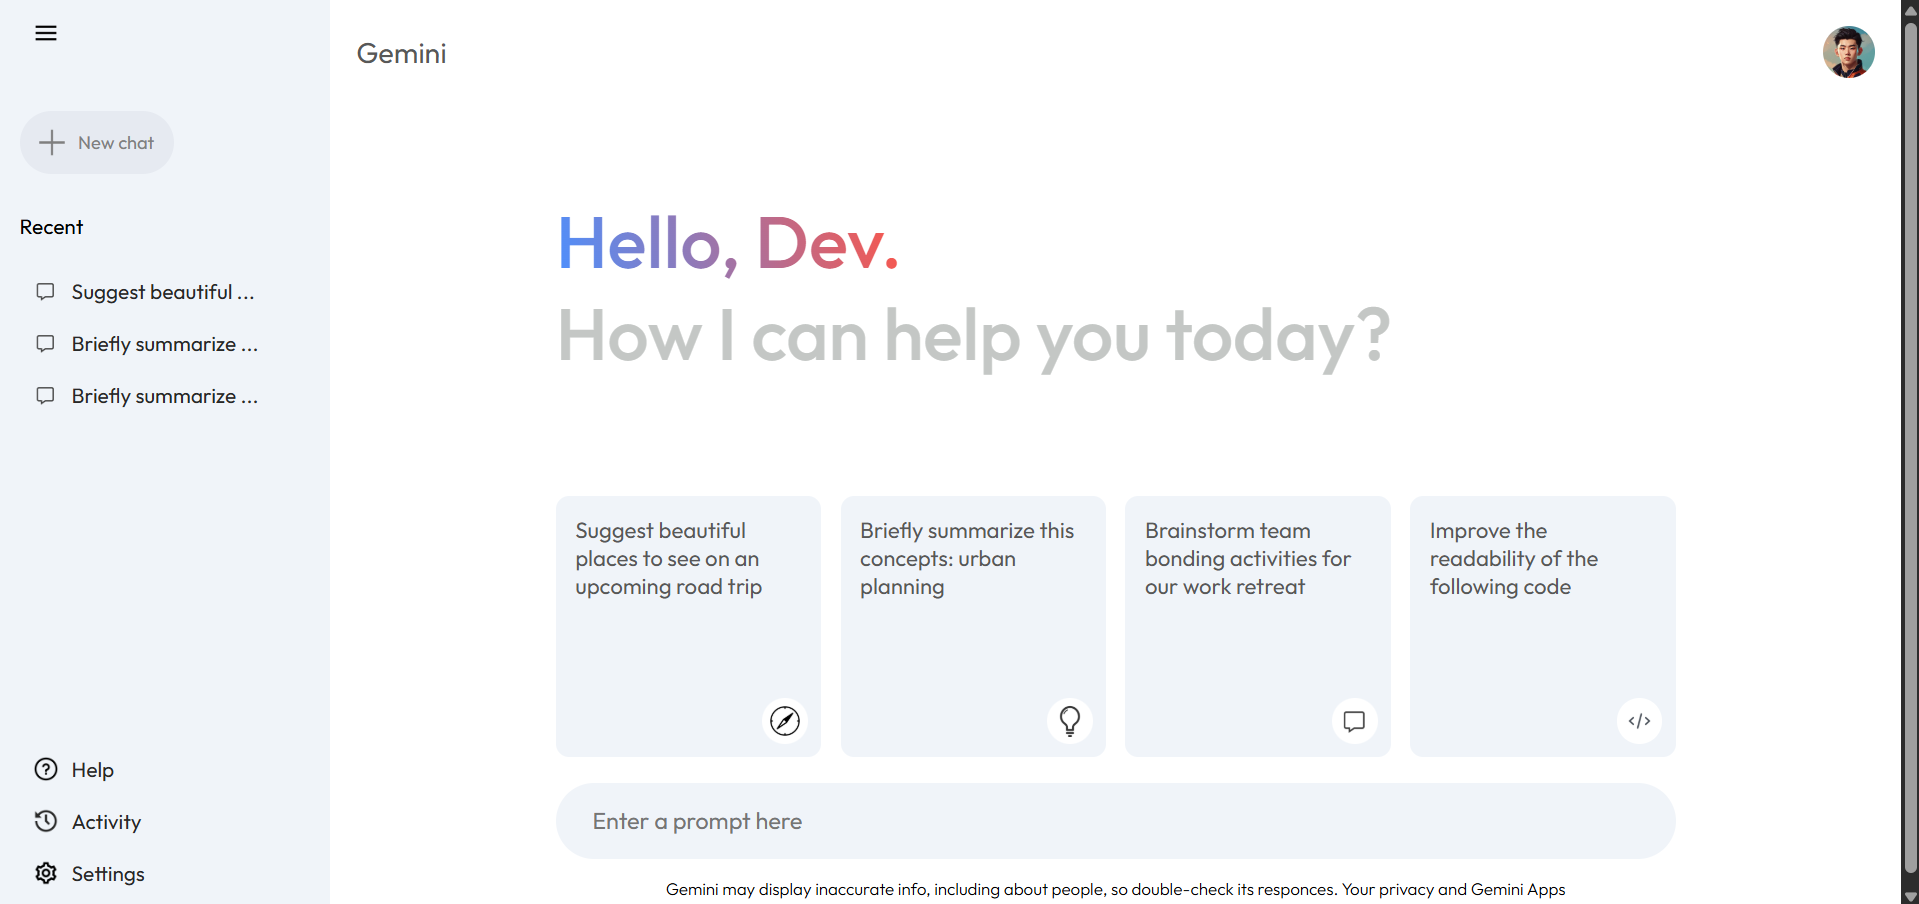 Gemini
New chat
Recent
Suggest beautiful ...
Briefly summarize ...
Briefly summarize ...
Help
Activity
Settings
Hello, Dev.
How I can help you today?
Suggest beautiful
places to see on an
upcoming road trip
Briefly summarize this
concepts: urban
planning
Brainstorm team
bonding activities for
our work retreat
Improve the
readability of the
following code
Enter a prompt here
Gemini may display inaccurate info, including about people, so double-check its responces. Your privacy and Gemini Apps